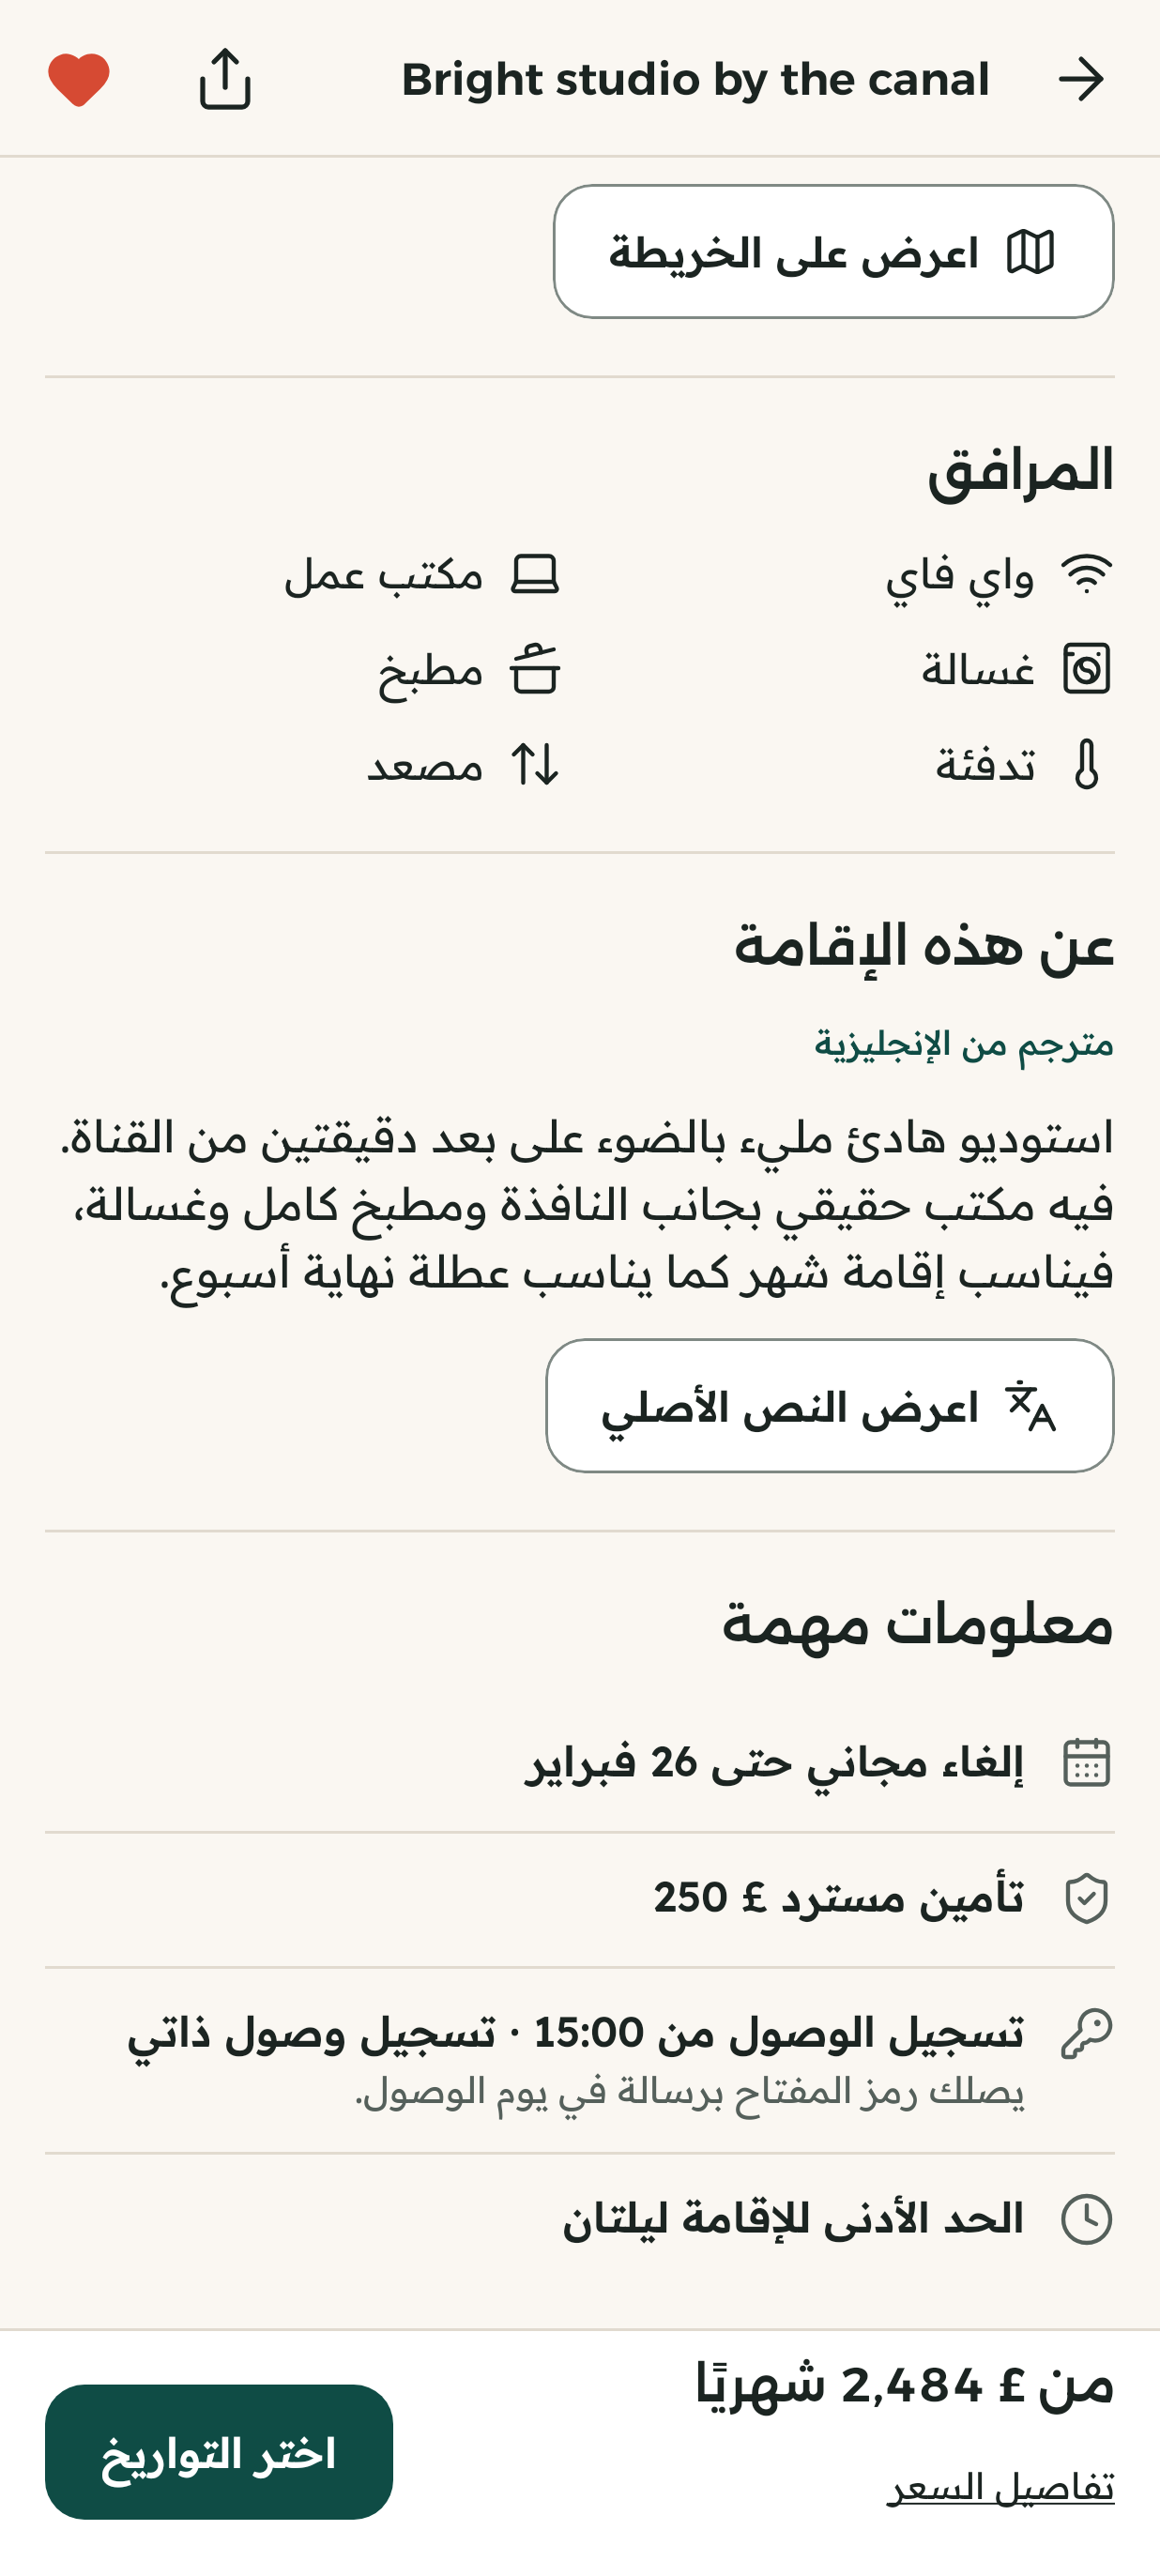 Bright studio by the canal
اعرض على الخريطة
المرافق
واي فاي
مكتب عمل
غسالة
مطبخ
تدفئة
مصعد
عن هذه الإقامة
مترجم من الإنجليزية
استوديو هادئ مليء بالضوء على بعد دقيقتين من القناة.
فيه مكتب حقيقي بجانب النافذة ومطبخ كامل وغسالة،
فيناسب إقامة شهر كما يناسب عطلة نهاية أسبوع.
اعرض النص الأصلي
معلومات مهمة
إلغاء مجاني حتى 26 فبراير
تأمين مسترد £ 250
تسجيل الوصول من 15:00 · تسجيل وصول ذاتي
يصلك رمز المفتاح برسالة في يوم الوصول.
الحد الأدنى للإقامة ليلتان
من £ 2,484 شهريًا
تفاصيل السعر
اختر التواريخ